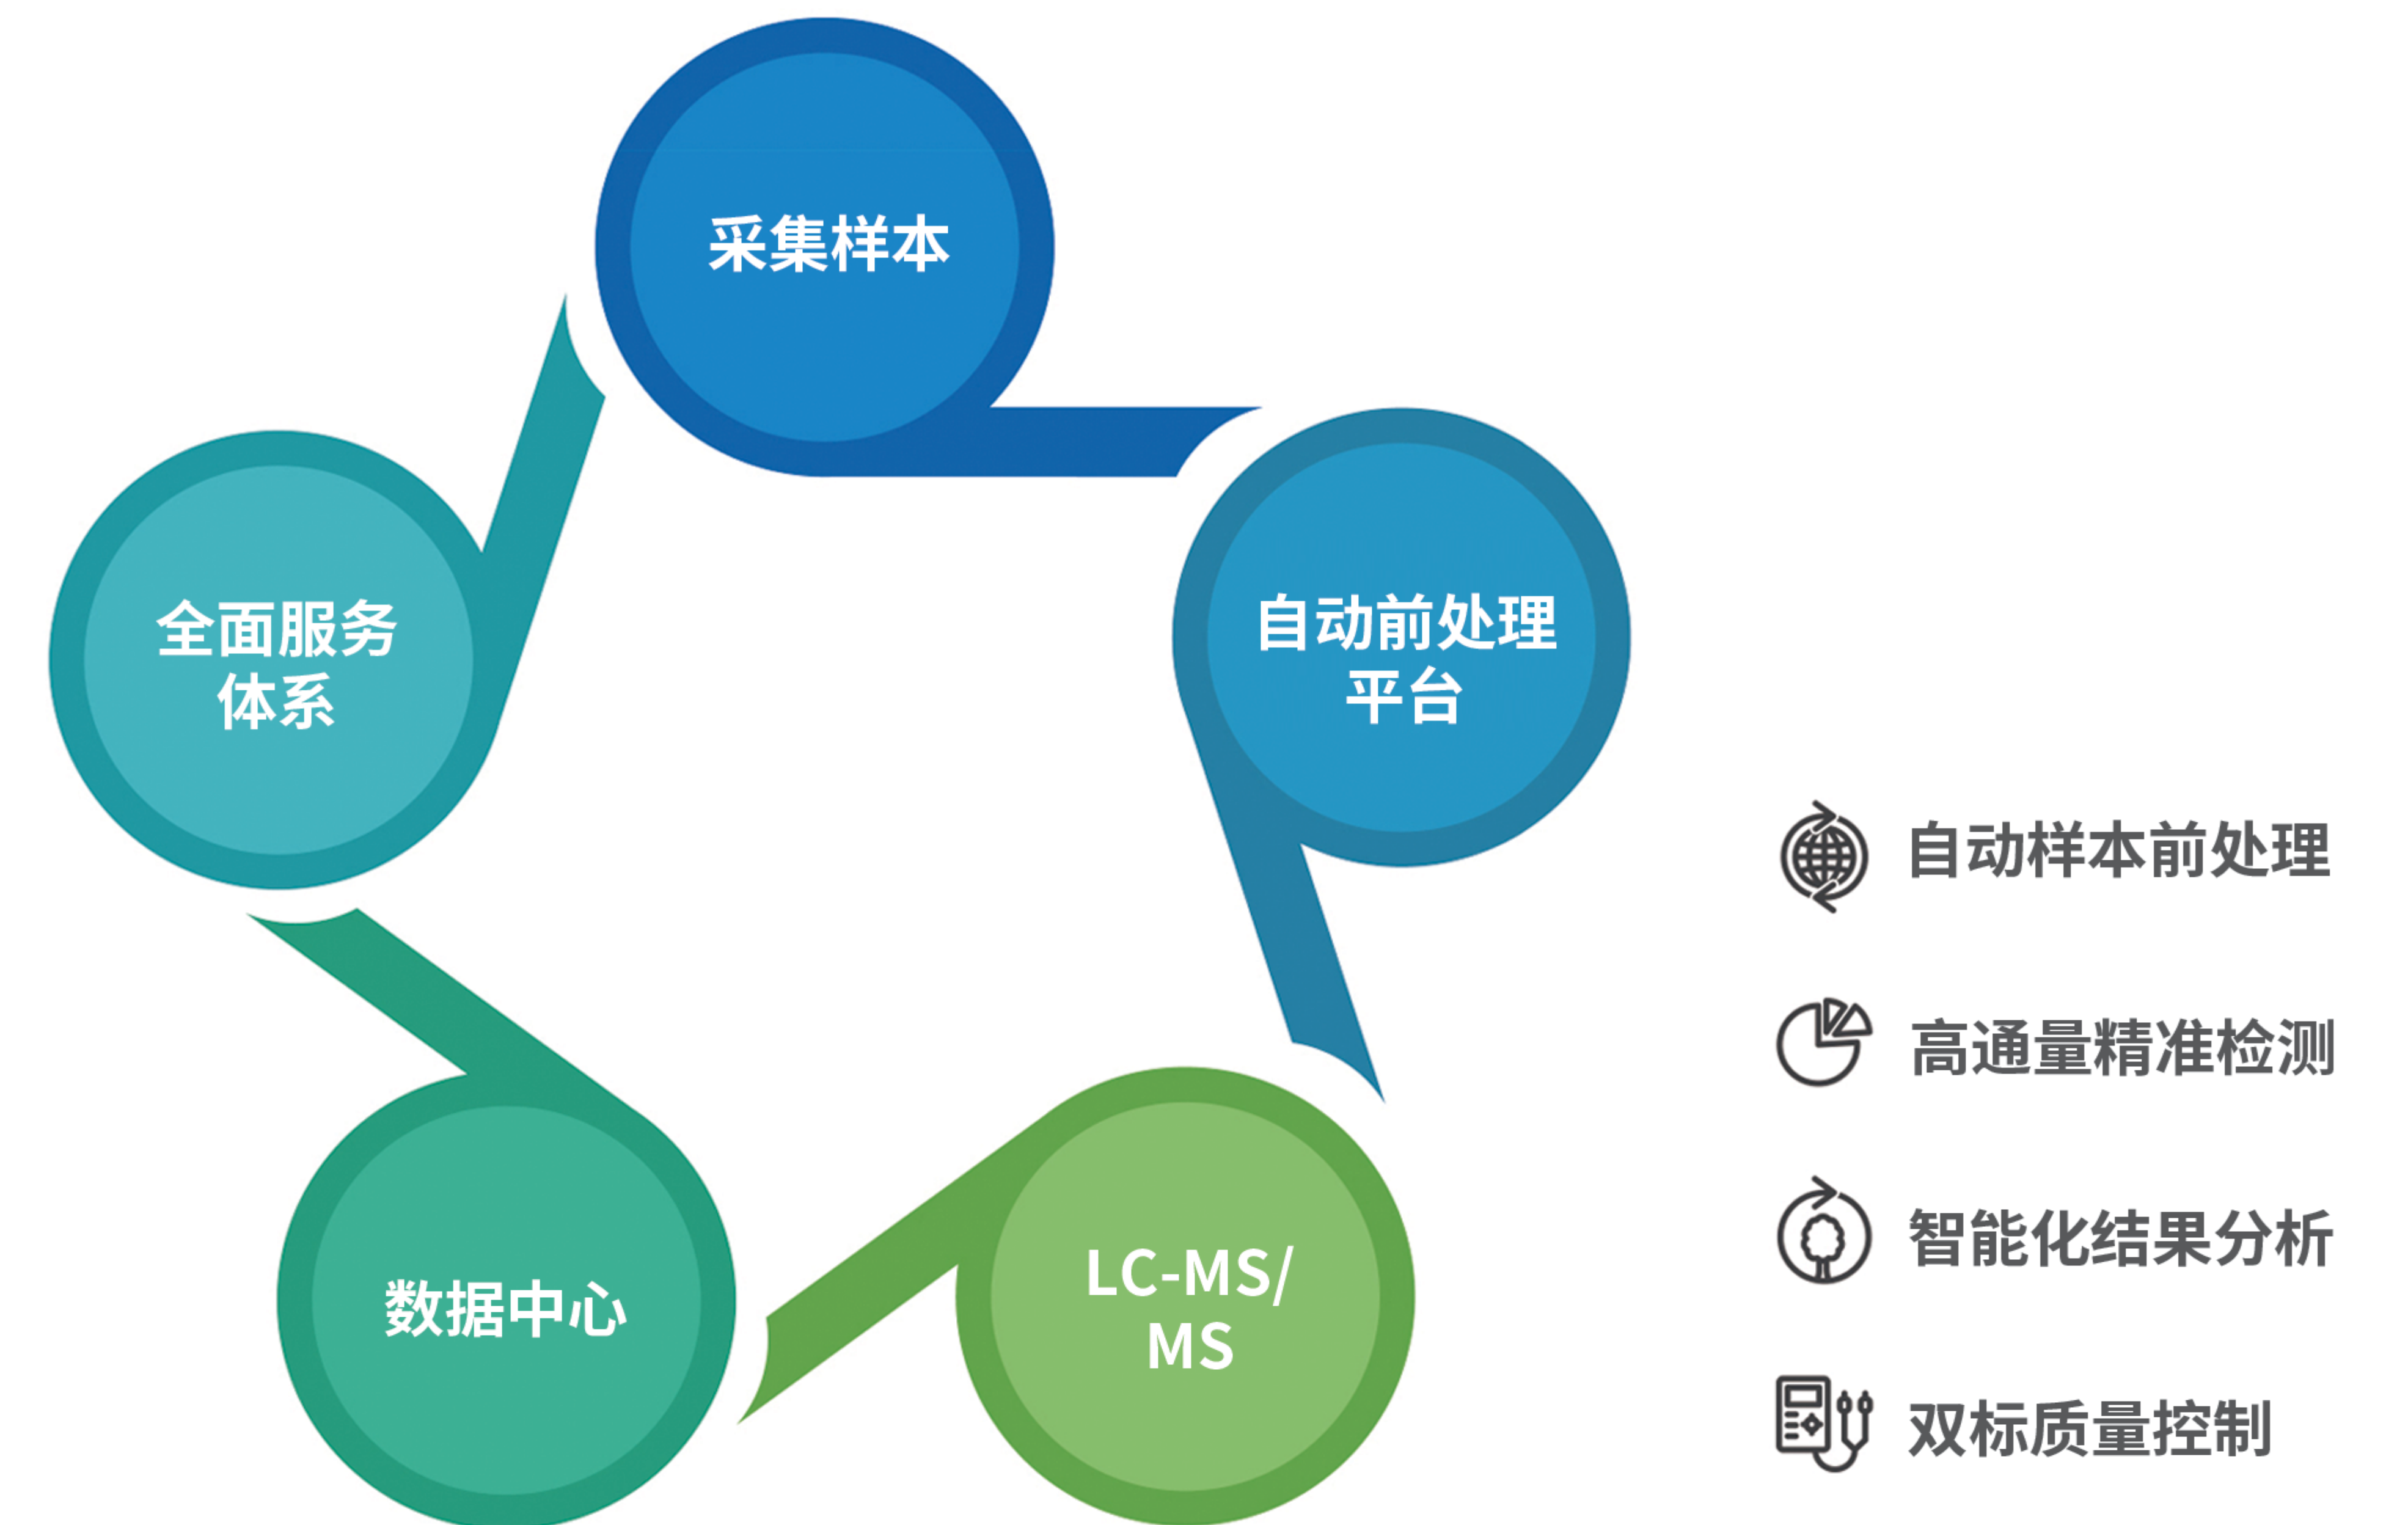 采集样本
全面服务
体系
自动前处理
平台
数据中心
LC-MS/
MS
自动样本前处理
高通量精准检测
智能化结果分析
双标质量控制